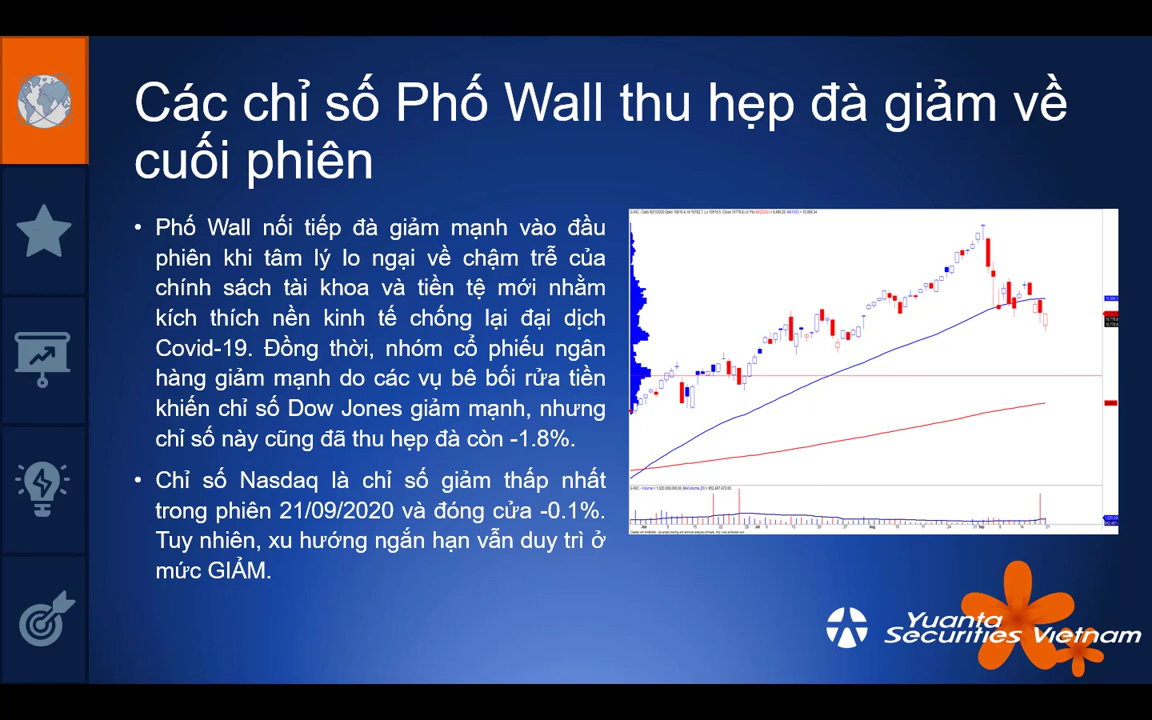 Các chỉ số Phố Wall thu hẹp đà giảm về
cuối phiên
• Phố Wall nối tiếp đà giảm mạnh vào đầu
phiên khi tâm lý lo ngại về chậm trễ của
chính sách tài khoa và tiền tệ mới nhằm
kích thích nền kinh tế chống lại đại dịch
Covid-19. Đồng thời, nhóm cổ phiếu ngân
hàng giảm mạnh do các vụ bê bối rửa tiền
khiến chỉ số Dow Jones giảm mạnh, nhưng
chỉ số này cũng đã thu hẹp đà còn -1.8%.
• Chỉ số Nasdaq là chỉ số giảm thấp nhất
trong phiên 21/09/2020 và đóng cửa -0.1%.
Tuy nhiên, xu hướng ngắn hạn vẫn duy trì ở
mức GIẢM.
Yuanta
Securities Vietnam